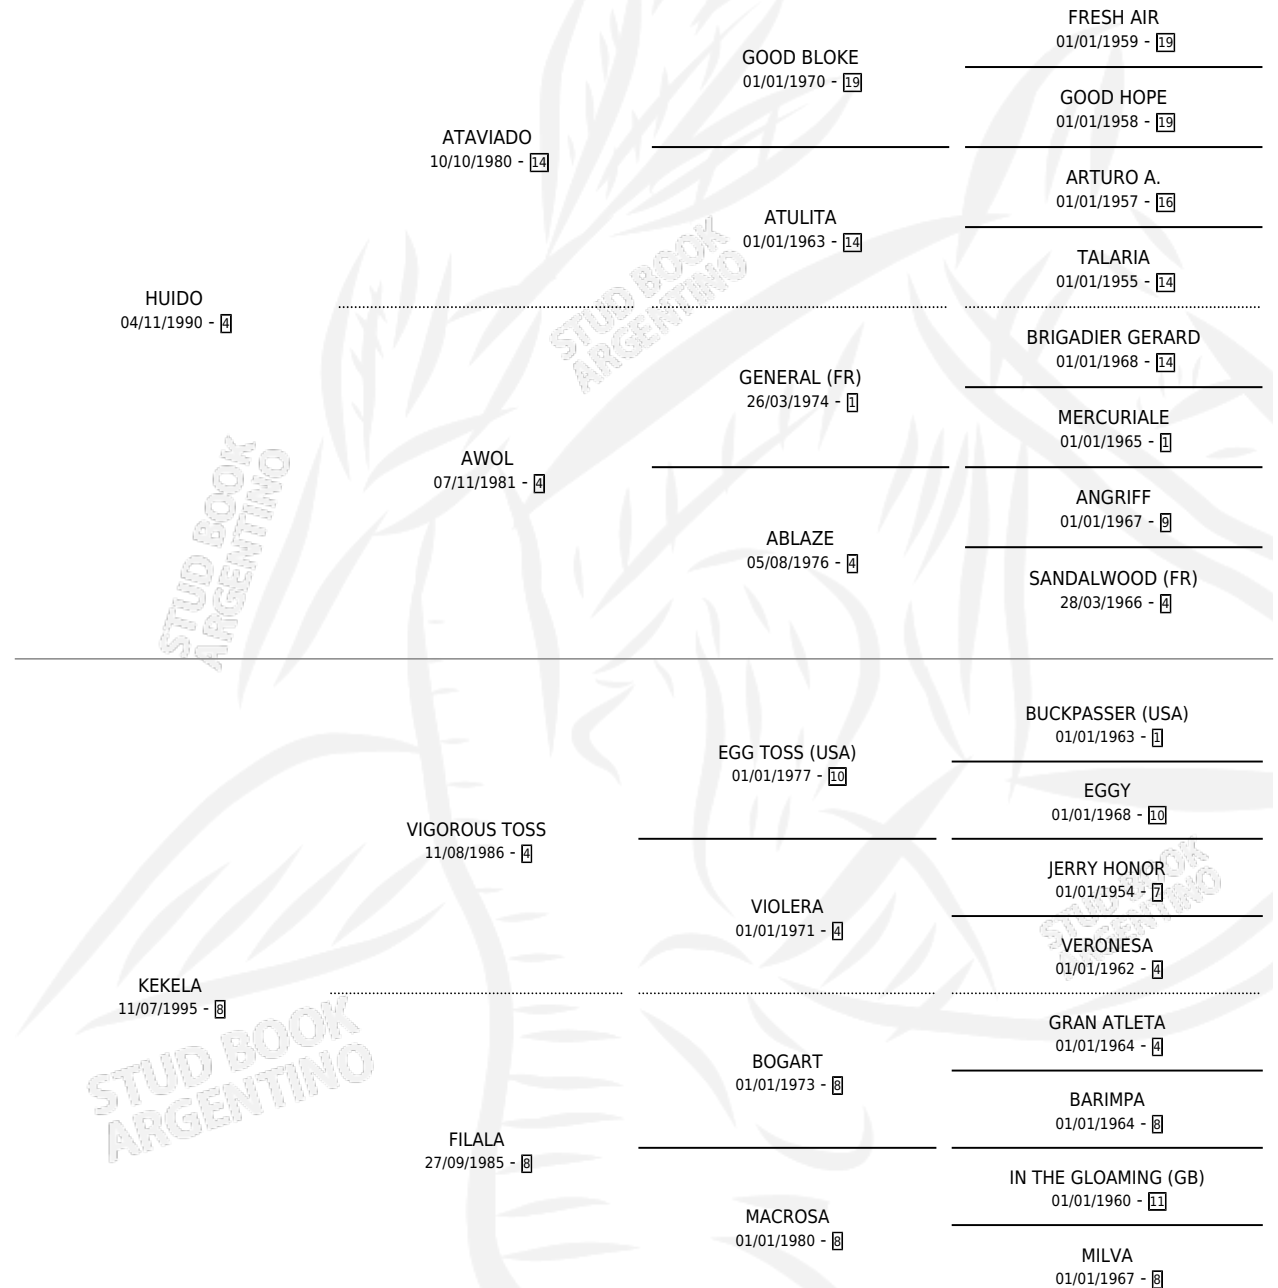 FRESH AIR
01/01/1959 - 19
GOOD BLOKE
01/01/1970 - 19
GOOD HOPE
01/01/1958 - 19
ATAVIADO
10/10/1980 - 14
ARTURO A.
01/01/1957 - 16
ATULITA
01/01/1963 - 14
TALARIA
01/01/1955 - 14
HUIDO
04/11/1990 - 4
STUD BOOK
ARGENTINO
BRIGADIER GERARD
01/01/1968 - 14
GENERAL (FR)
26/03/1974 - 1
MERCURIALE
01/01/1965 - 1
AWOL
07/11/1981 - 4
ANGRIFF
01/01/1967 - 9
ABLAZE
05/08/1976 - 4
SANDALWOOD (FR)
28/03/1966 - 4
STUD BOOK
ARGENTINO
BUCKPASSER (USA)
01/01/1963 - 1
EGG TOSS (USA)
01/01/1977 - 10
EGGY
01/01/1968 - 10
VIGOROUS TOSS
11/08/1986 - 4
JERRY HONOR
01/01/1954 - 7
VIOLERA
01/01/1971 - 4
STUD BOOK
ARGENTINO
VERONESA
01/01/1962 - 4
KEKELA
11/07/1995 - 8
GRAN ATLETA
01/01/1964 - 4
BOGART
01/01/1973 - 8
STUD BOOK
ARGENTINO
BARIMPA
01/01/1964 - 8
FILALA
27/09/1985 - 8
IN THE GLOAMING (GB)
01/01/1960 - 11
MACROSA
01/01/1980 - 8
MILVA
01/01/1967 - 8